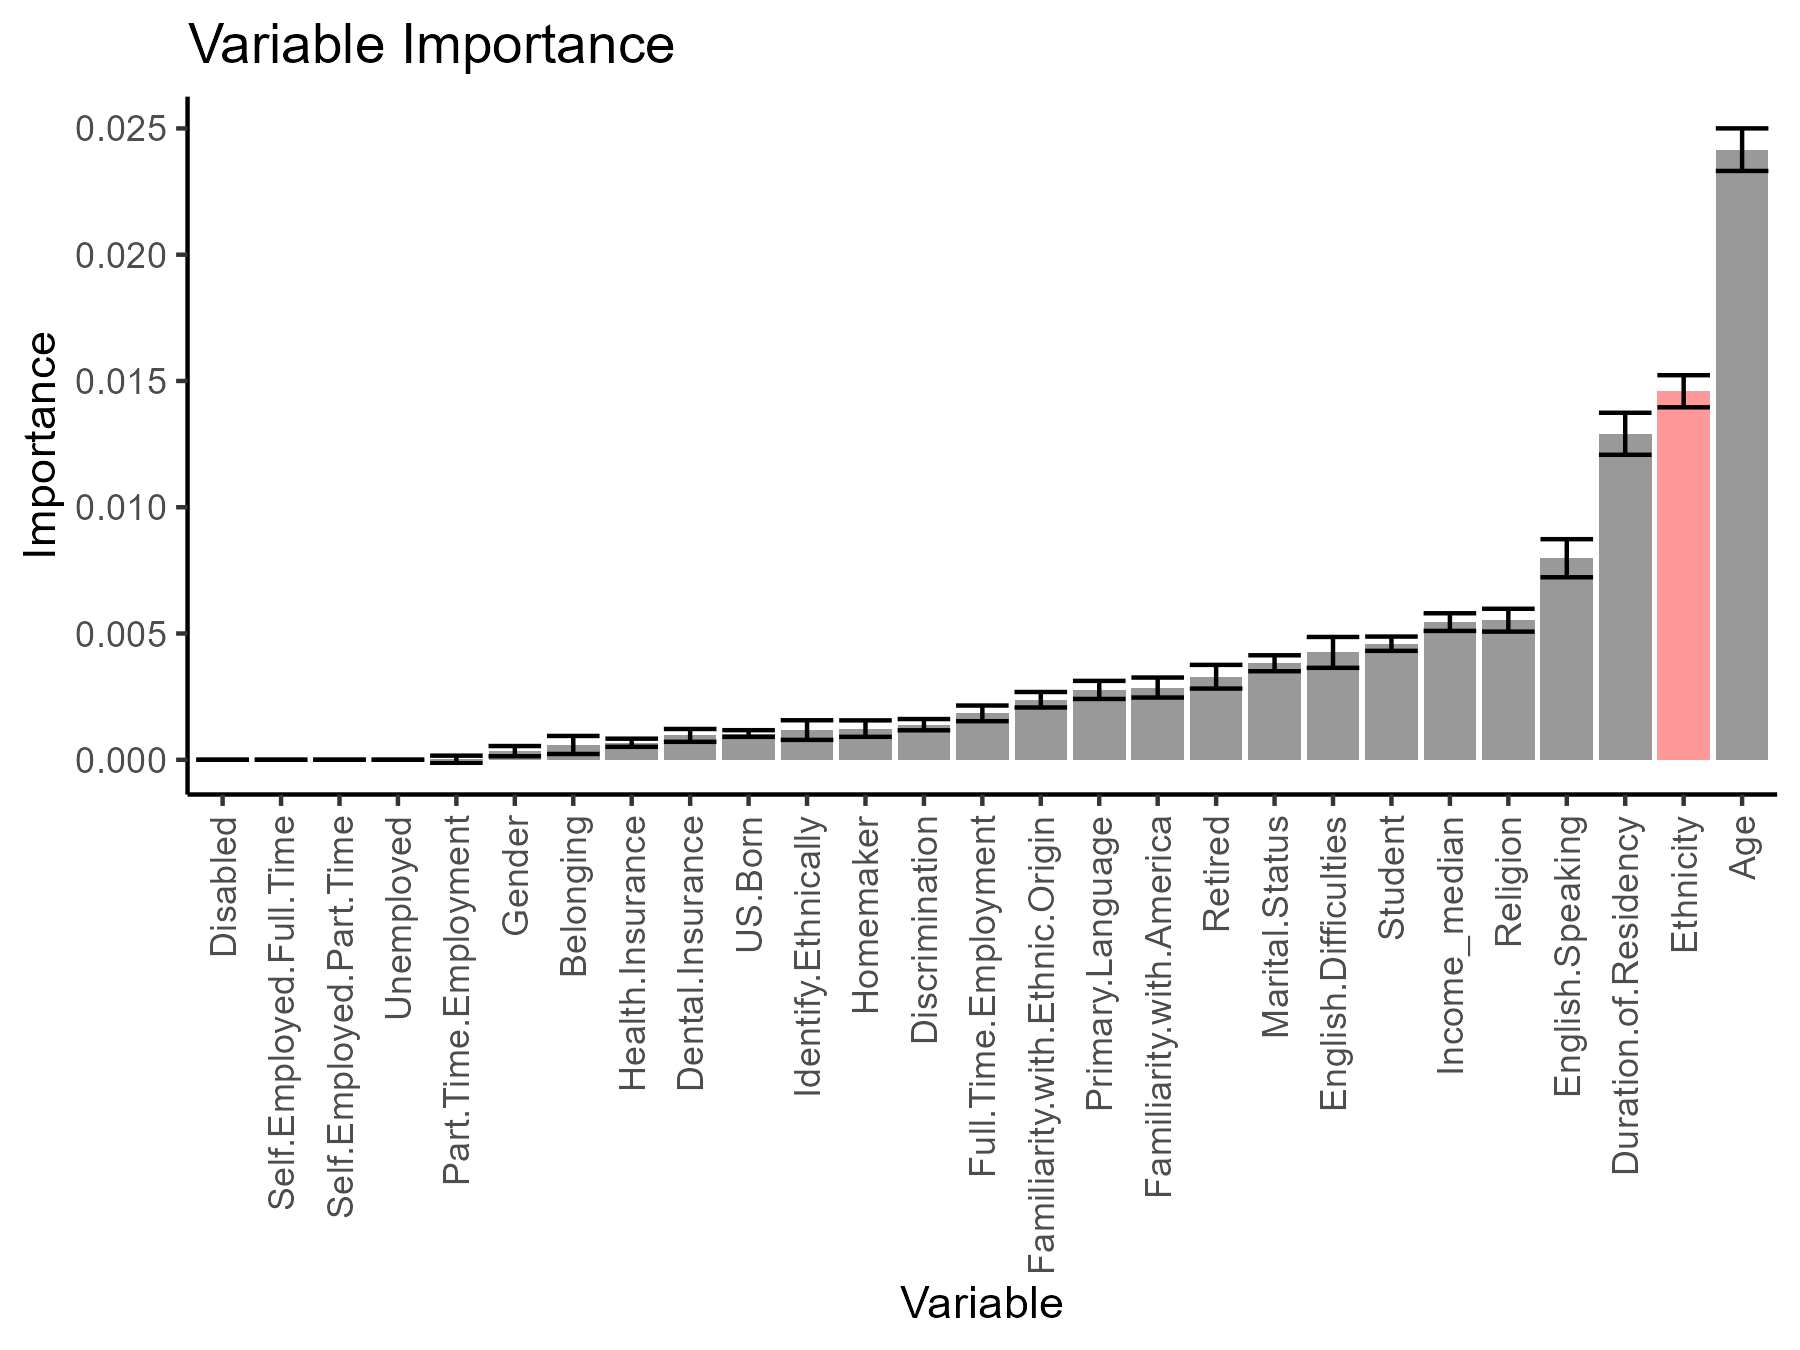 Variable Importance
Importance
0.025
0.020
0.015
0.010
0.005
0.000
Disabled
Self.Employed.Full.Time
Self.Employed.Part.Time
Unemployed
Part.Time.Employment
Gender
Belonging
Health.Insurance
Dental.Insurance
US.Born
Identify.Ethnically
Homemaker
Discrimination
Full.Time.Employment
Familiarity.with.Ethnic.Origin
Primary.Language
Familiarity.with.America
Retired
Marital.Status
English.Difficulties
Student
Income_median
Religion
English.Speaking
Duration.of.Residency
Ethnicity
Age
Variable